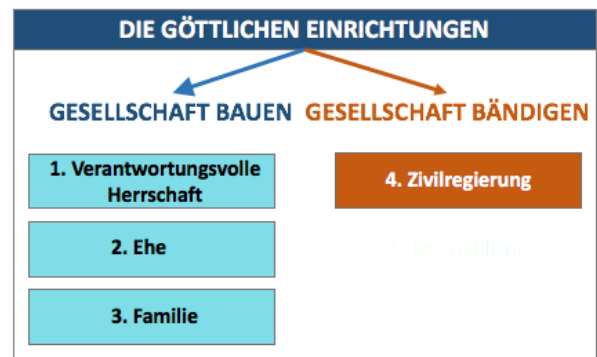 DIE GÖTTLICHEN EINRICHTUNGEN
GESELLSCHAFT BAUEN
GESELLSCHAFT BÄNDIGEN
1. Verantwortungsvolle
Herrschaft
2. Ehe
3. Familie
4. Zivilregierung